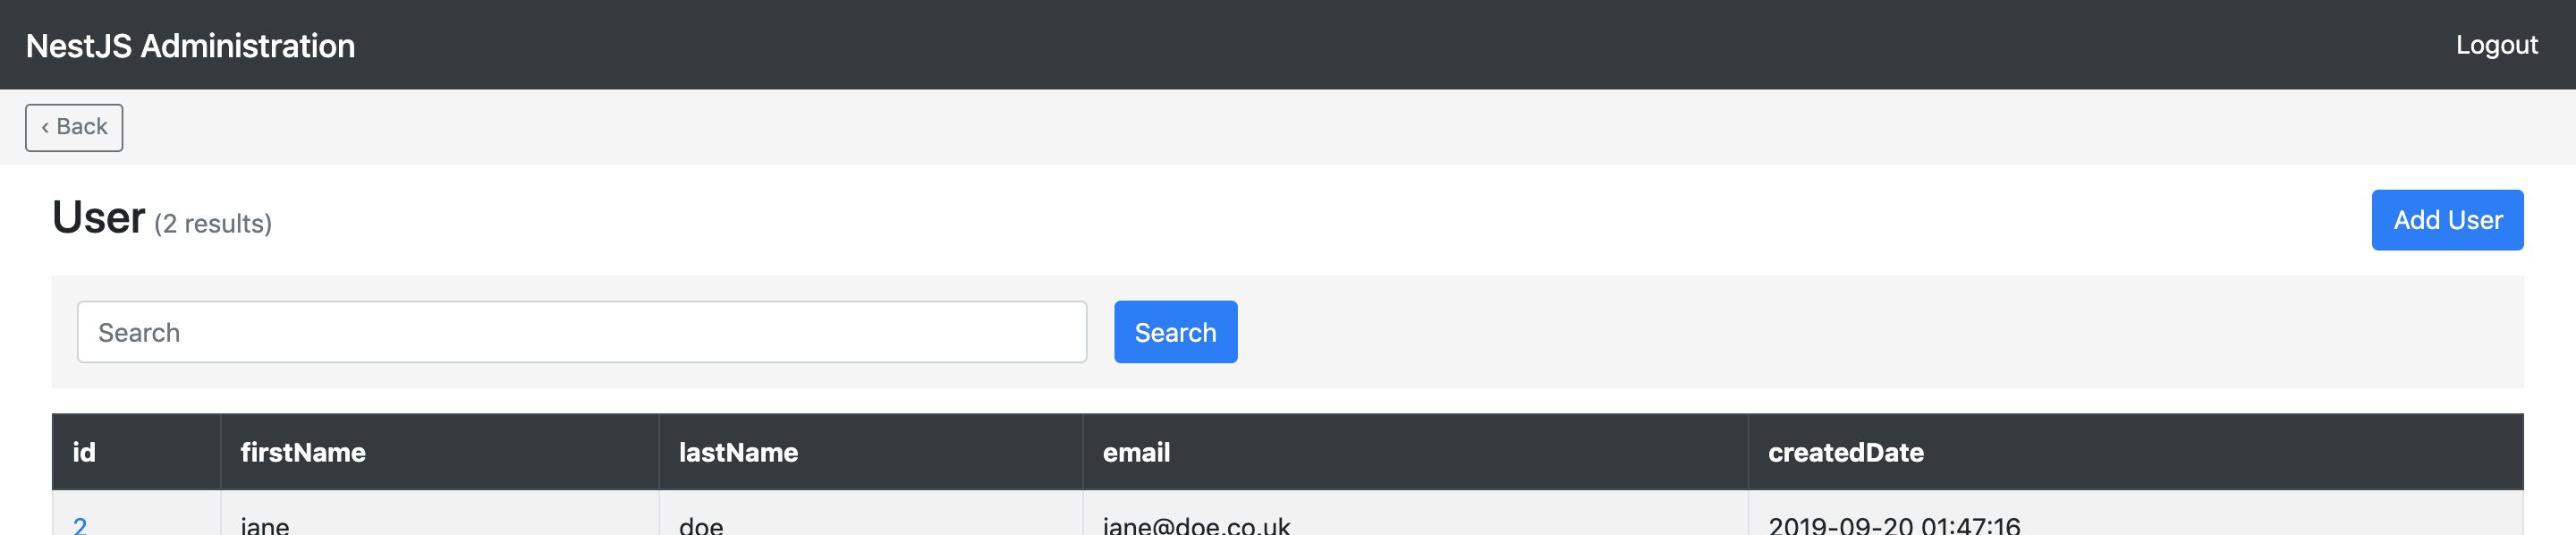 NestJS Administration
Logout
‹ Back
User (2 results)
Add User
Search
Search
id firstName lastName email createdDate
2 jane doe jane@doe.co.uk 2019-09-20 01:47:16